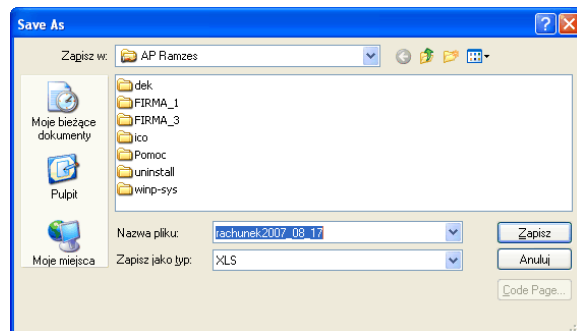 Save As
Zapisz w:
AP Ramzes
Moje bieżące
dokumenty
Pulpit
Moje miejsca
dek
FIRMA_1
FIRMA_3
ico
Pomoc
uninstall
winp-sys
Nazwa pliku:
rachunek2007_08_17
Zapisz
Zapisz jako typ:
XLS
Anuluj
Code Page...